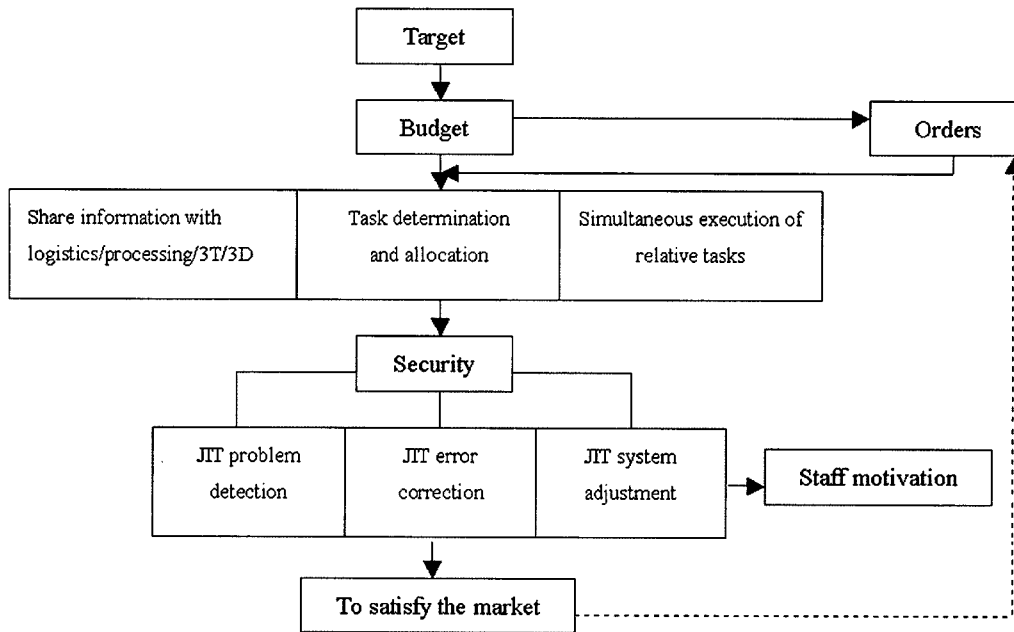 Target
Budget
Orders
Share information with
logistics/processing/3T/3D
Task determination
and allocation
Simultaneous execution of
relative tasks
Security
JIT problem
detection
JIT error
correction
JIT system
adjustment
Staff motivation
To satisfy the market